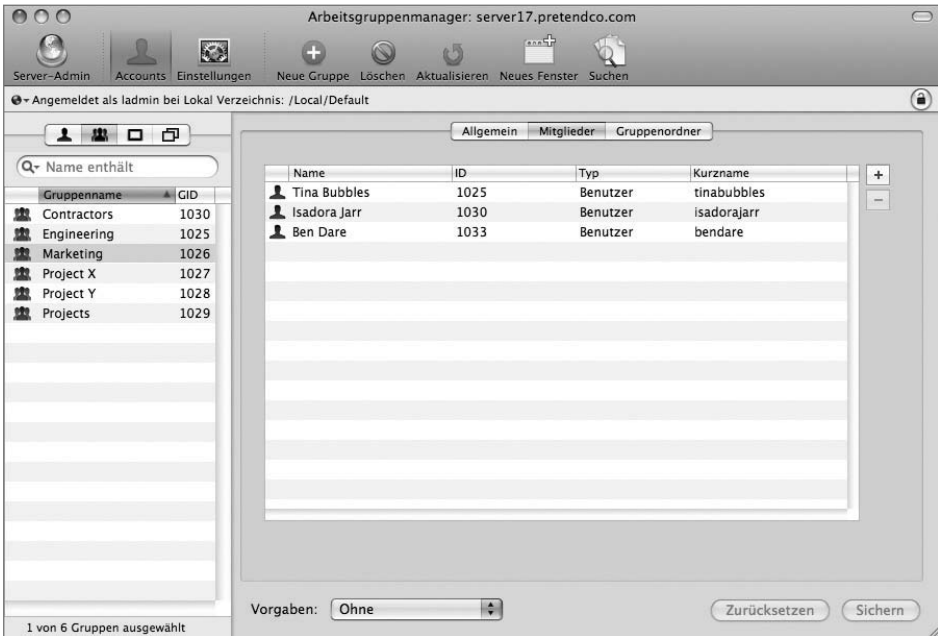 Arbeitsgruppenmanager: server17.pretendco.com
Server-Admin Accounts Einstellungen Neue Gruppe Löschen Aktualisieren Neues Fenster Suchen
Angemeldet als ladmin bei Lokal Verzeichnis: /Local/Default
Allgemein Mitglieder Gruppenordner
Name enthält
Gruppenname GID
Contractors 1030
Engineering 1025
Marketing 1026
Project X 1027
Project Y 1028
Projects 1029
1 von 6 Gruppen ausgewählt
Name ID Typ Kurzname
Tina Bubbles 1025 Benutzer tinabubbles
Isadora Jarr 1030 Benutzer isadorajarr
Ben Dare 1033 Benutzer bendare
Vorgaben: Ohne Zurücksetzen Sichern